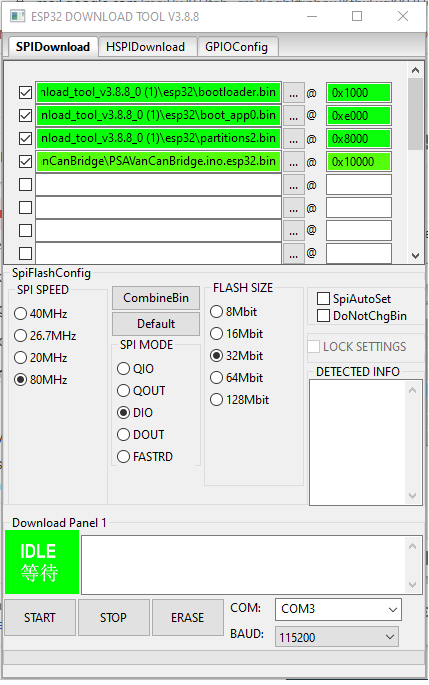 ESP32 DOWNLOAD TOOL V3.8.8
SPIDownload HSPIDownload GPIOConfig
nload_tool_v3.8.8_0 (1)\esp32\bootloader.bin ... @ 0x1000
nload_tool_v3.8.8_0 (1)\esp32\boot_app0.bin ... @ 0xe000
nload_tool_v3.8.8_0 (1)\esp32\partitions2.bin ... @ 0x8000
nCanBridge\PSAVanCanBridge.ino.esp32.bin ... @ 0x10000
... @
... @
... @
... @
SpiFlashConfig
SPI SPEED
40MHz
26.7MHz
20MHz
80MHz
CombineBin
Default
SPI MODE
QIO
QOUT
DIO
DOUT
FASTRD
FLASH SIZE
8Mbit
16Mbit
32Mbit
64Mbit
128Mbit
SpiAutoSet
DoNotChgBin
LOCK SETTINGS
DETECTED INFO
Download Panel 1
IDLE
等待
START STOP ERASE
COM: COM3
BAUD: 115200